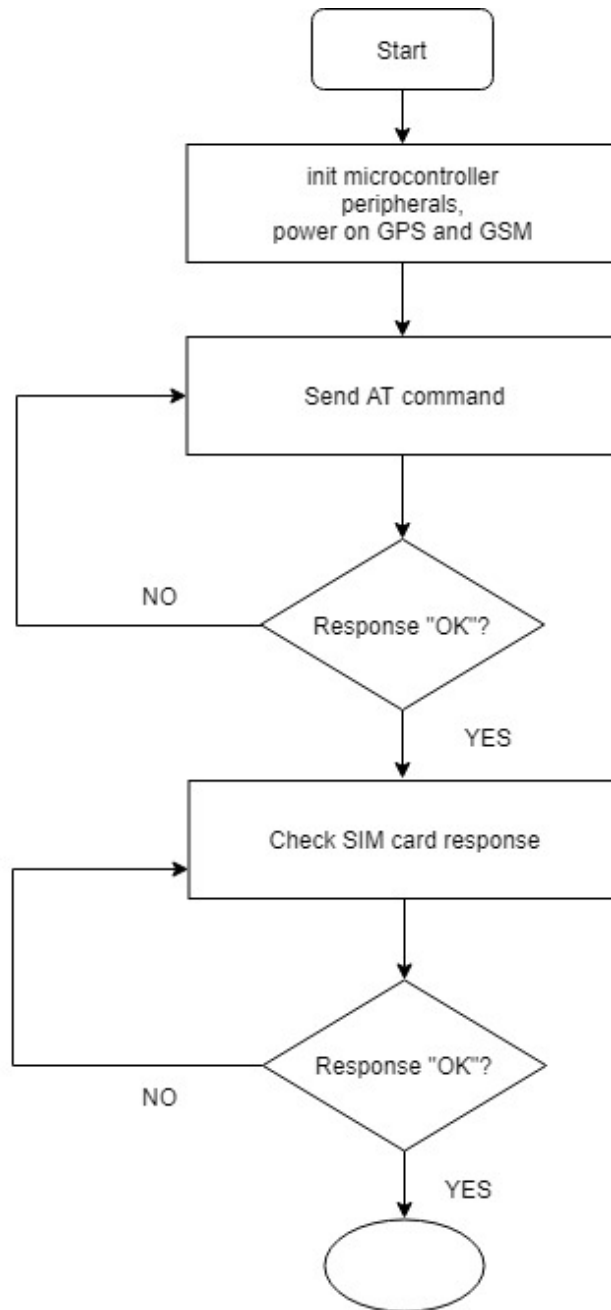 Start
init microcontroller
peripherals,
power on GPS and GSM
Send AT command
NO
Response "OK"?
YES
Check SIM card response
Response "OK"?
NO
YES